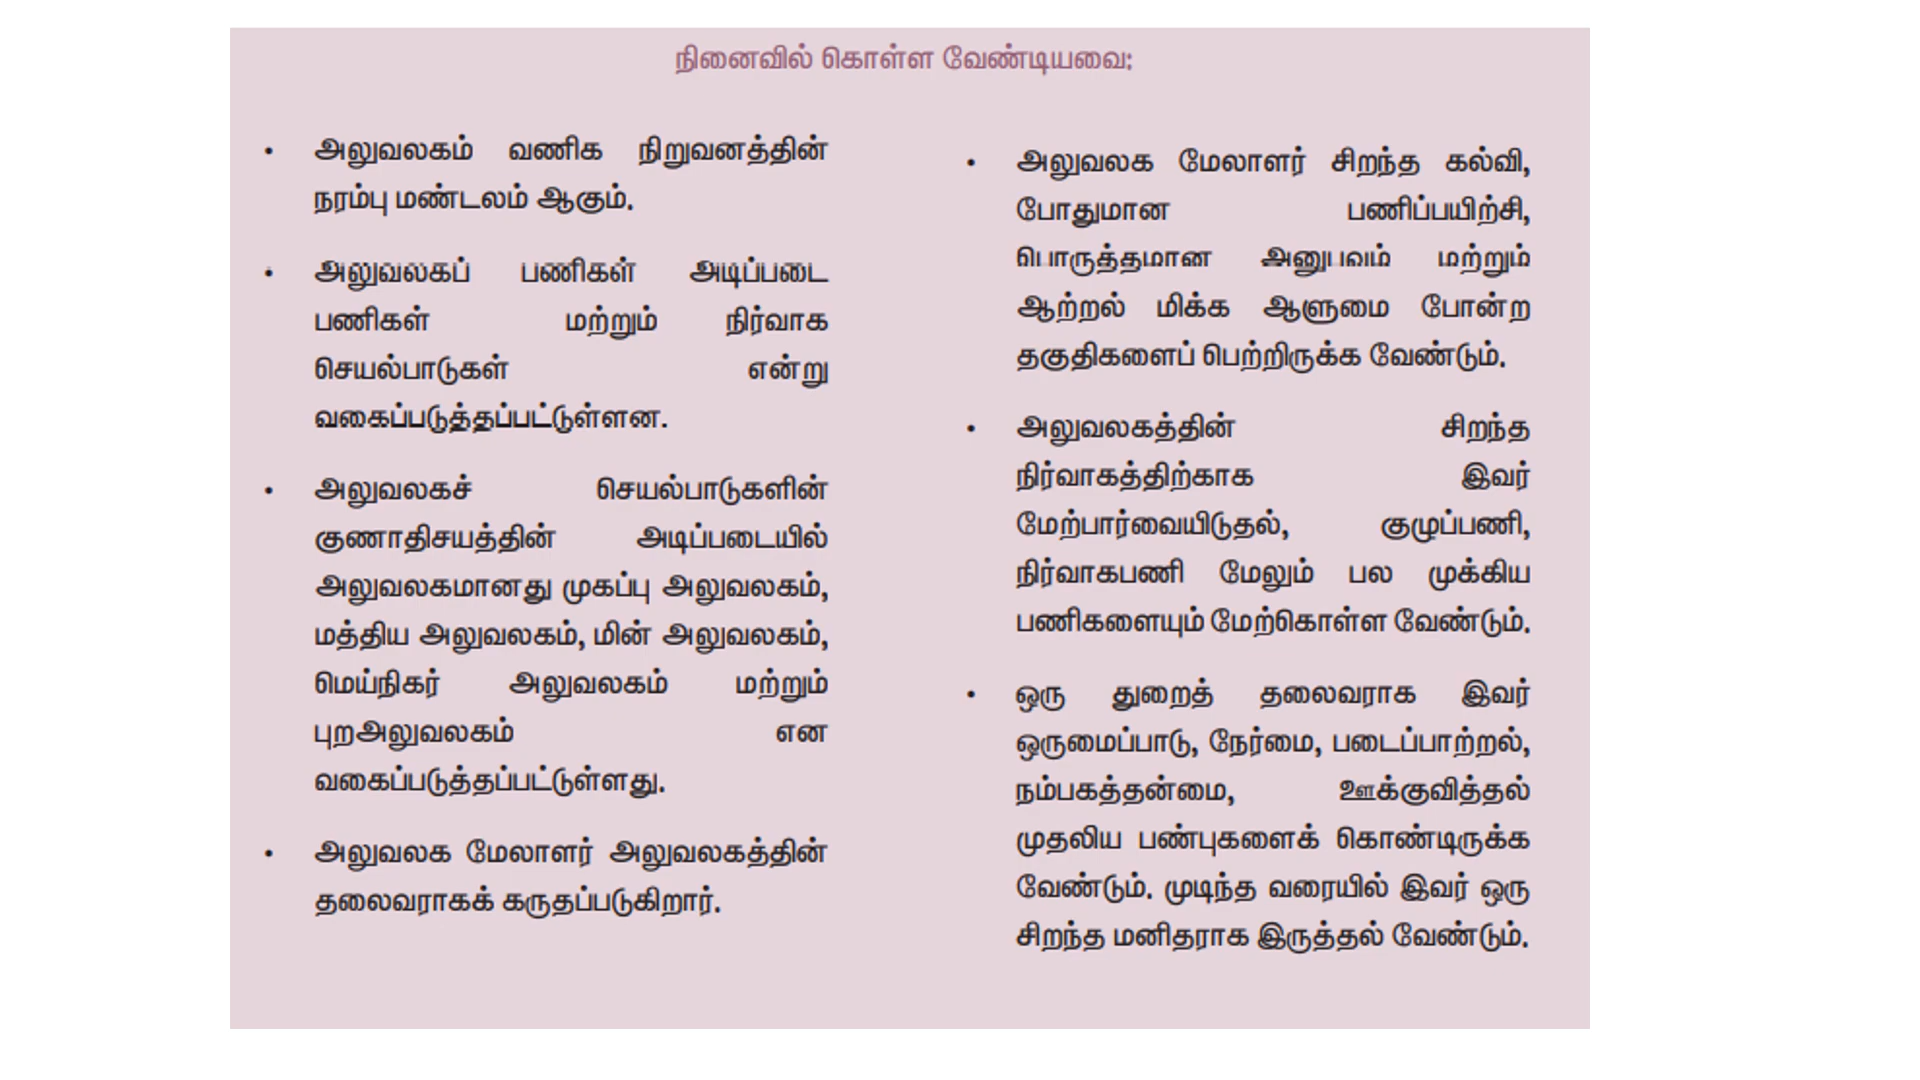 நினைவில் கொள்ள வேண்டியவை:
• அலுவலகம் வணிக நிறுவனத்தின்
நரம்பு மண்டலம் ஆகும்.
• அலுவலகப் பணிகள் அடிப்படை
பணிகள் மற்றும் நிர்வாக
செயல்பாடுகள் என்று
வகைப்படுத்தப்பட்டுள்ளன.
• அலுவலகச் செயல்பாடுகளின்
குணாதிசயத்தின் அடிப்படையில்
அலுவலகமானது முகப்பு அலுவலகம்,
மத்திய அலுவலகம், மின் அலுவலகம்,
மெய்நிகர் அலுவலகம் மற்றும்
புறஅலுவலகம் என
வகைப்படுத்தப்பட்டுள்ளது.
• அலுவலக மேலாளர் அலுவலகத்தின்
தலைவராகக் கருதப்படுகிறார்.
• அலுவலக மேலாளர் சிறந்த கல்வி,
போதுமான பணிப்பயிற்சி,
பொருத்தமான அனுபவம் மற்றும்
ஆற்றல் மிக்க ஆளுமை போன்ற
தகுதிகளைப் பெற்றிருக்க வேண்டும்.
• அலுவலகத்தின் சிறந்த
நிர்வாகத்திற்காக இவர்
மேற்பார்வையிடுதல், குழுப்பணி,
நிர்வாகபணி மேலும் பல முக்கிய
பணிகளையும் மேற்கொள்ள வேண்டும்.
• ஒரு துறைத் தலைவராக இவர்
ஒருமைப்பாடு, நேர்மை, படைப்பாற்றல்,
நம்பகத்தன்மை, ஊக்குவித்தல்
முதலிய பண்புகளைக் கொண்டிருக்க
வேண்டும். முடிந்த வரையில் இவர் ஒரு
சிறந்த மனிதராக இருத்தல் வேண்டும்.